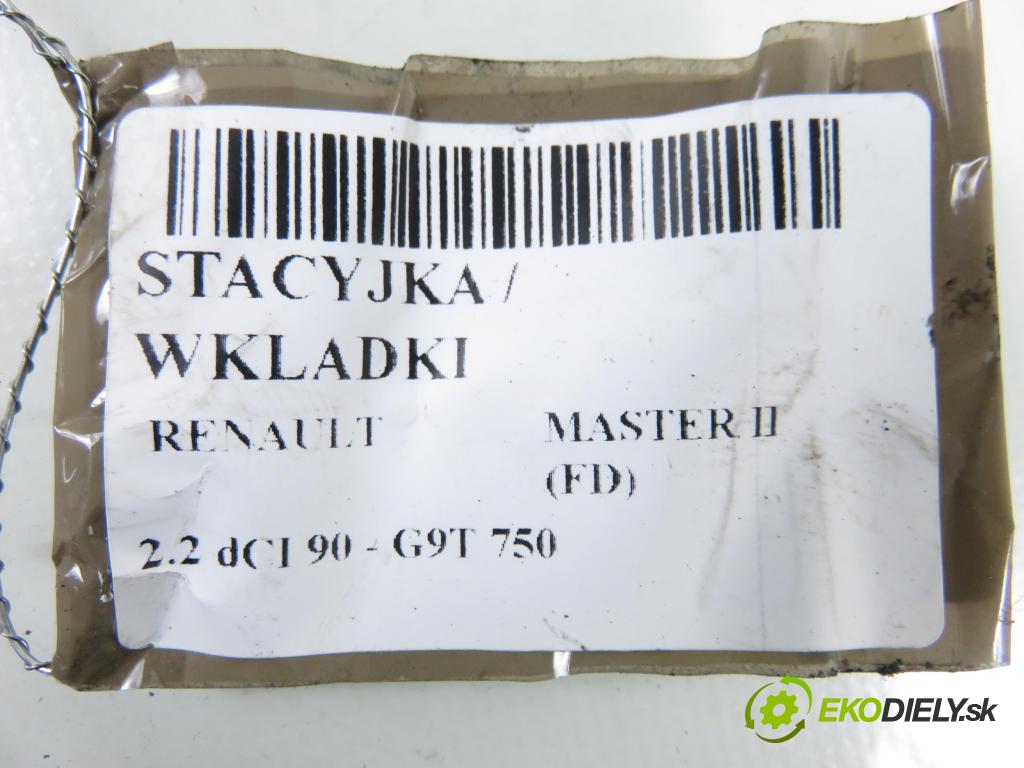 STACYJKA /
WKLADKI
RENAULT MASTER II
(FD)
2.2 dCI 90 - G9T 750
EKODIELY.sk